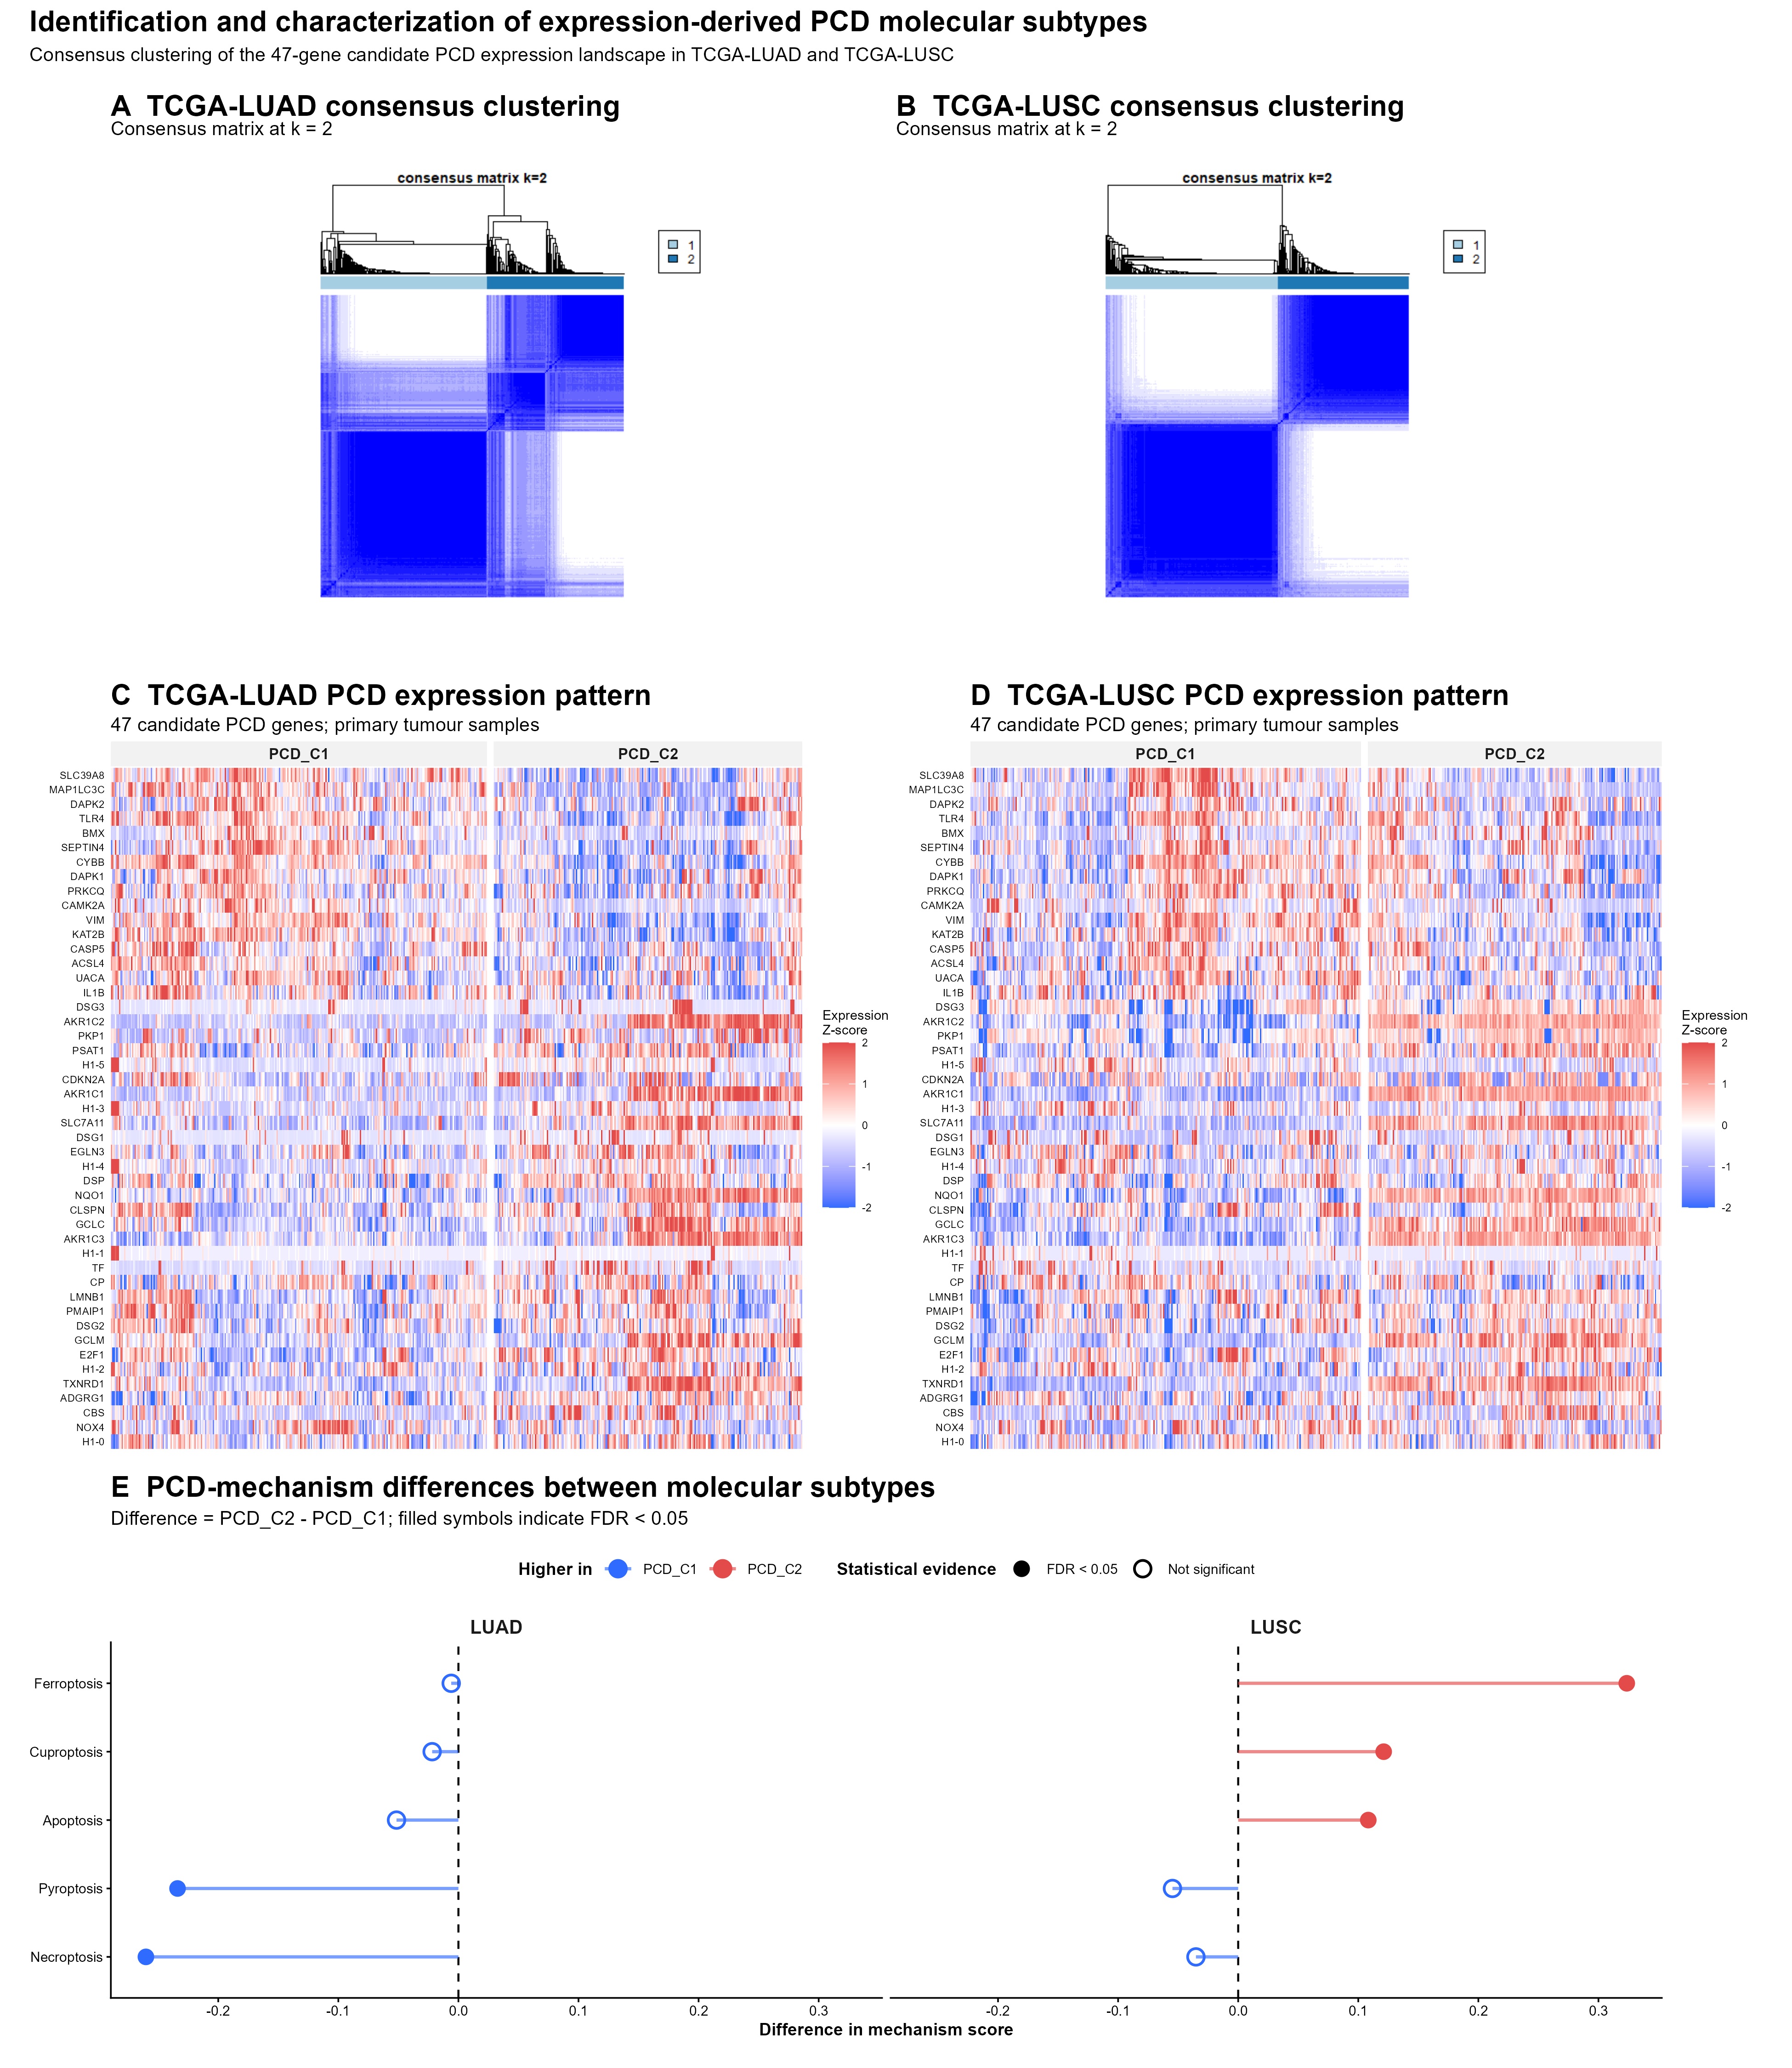 Identification and characterization of expression-derived PCD molecular subtypes
Consensus clustering of the 47-gene candidate PCD expression landscape in TCGA-LUAD and TCGA-LUSC
A TCGA-LUAD consensus clustering
Consensus matrix at k = 2
consensus matrix k=2
1
2
B TCGA-LUSC consensus clustering
Consensus matrix at k = 2
consensus matrix k=2
1
2
C TCGA-LUAD PCD expression pattern
47 candidate PCD genes; primary tumour samples
PCD_C1 PCD_C2
SLC39A8
MAP1LC3C
DAPK2
TLR4
BMX
SEPTIN4
CYBB
DAPK1
PRKCQ
CAMK2A
VIM
KAT2B
CASP5
ACSL4
UACA
IL1B
DSG3
AKR1C2
PKP1
PSAT1
H1-5
CDKN2A
AKR1C1
H1-3
SLC7A11
DSG1
EGLN3
H1-4
DSP
NQO1
CLSPN
GCLC
AKR1C3
H1-1
TF
CP
LMNB1
PMAIP1
DSG2
GCLM
E2F1
H1-2
TXNRD1
ADGRG1
CBS
NOX4
H1-0
Expression
Z-score
2
1
0
-1
-2
D TCGA-LUSC PCD expression pattern
47 candidate PCD genes; primary tumour samples
PCD_C1 PCD_C2
SLC39A8
MAP1LC3C
DAPK2
TLR4
BMX
SEPTIN4
CYBB
DAPK1
PRKCQ
CAMK2A
VIM
KAT2B
CASP5
ACSL4
UACA
IL1B
DSG3
AKR1C2
PKP1
PSAT1
H1-5
CDKN2A
AKR1C1
H1-3
SLC7A11
DSG1
EGLN3
H1-4
DSP
NQO1
CLSPN
GCLC
AKR1C3
H1-1
TF
CP
LMNB1
PMAIP1
DSG2
GCLM
E2F1
H1-2
TXNRD1
ADGRG1
CBS
NOX4
H1-0
Expression
Z-score
2
1
0
-1
-2
E PCD-mechanism differences between molecular subtypes
Difference = PCD_C2 - PCD_C1; filled symbols indicate FDR < 0.05
Higher in PCD_C1 PCD_C2 Statistical evidence FDR < 0.05 Not significant
LUAD LUSC
Ferroptosis
Cuproptosis
Apoptosis
Pyroptosis
Necroptosis
-0.2 -0.1 0.0 0.1 0.2 0.3 -0.2 -0.1 0.0 0.1 0.2 0.3
Difference in mechanism score